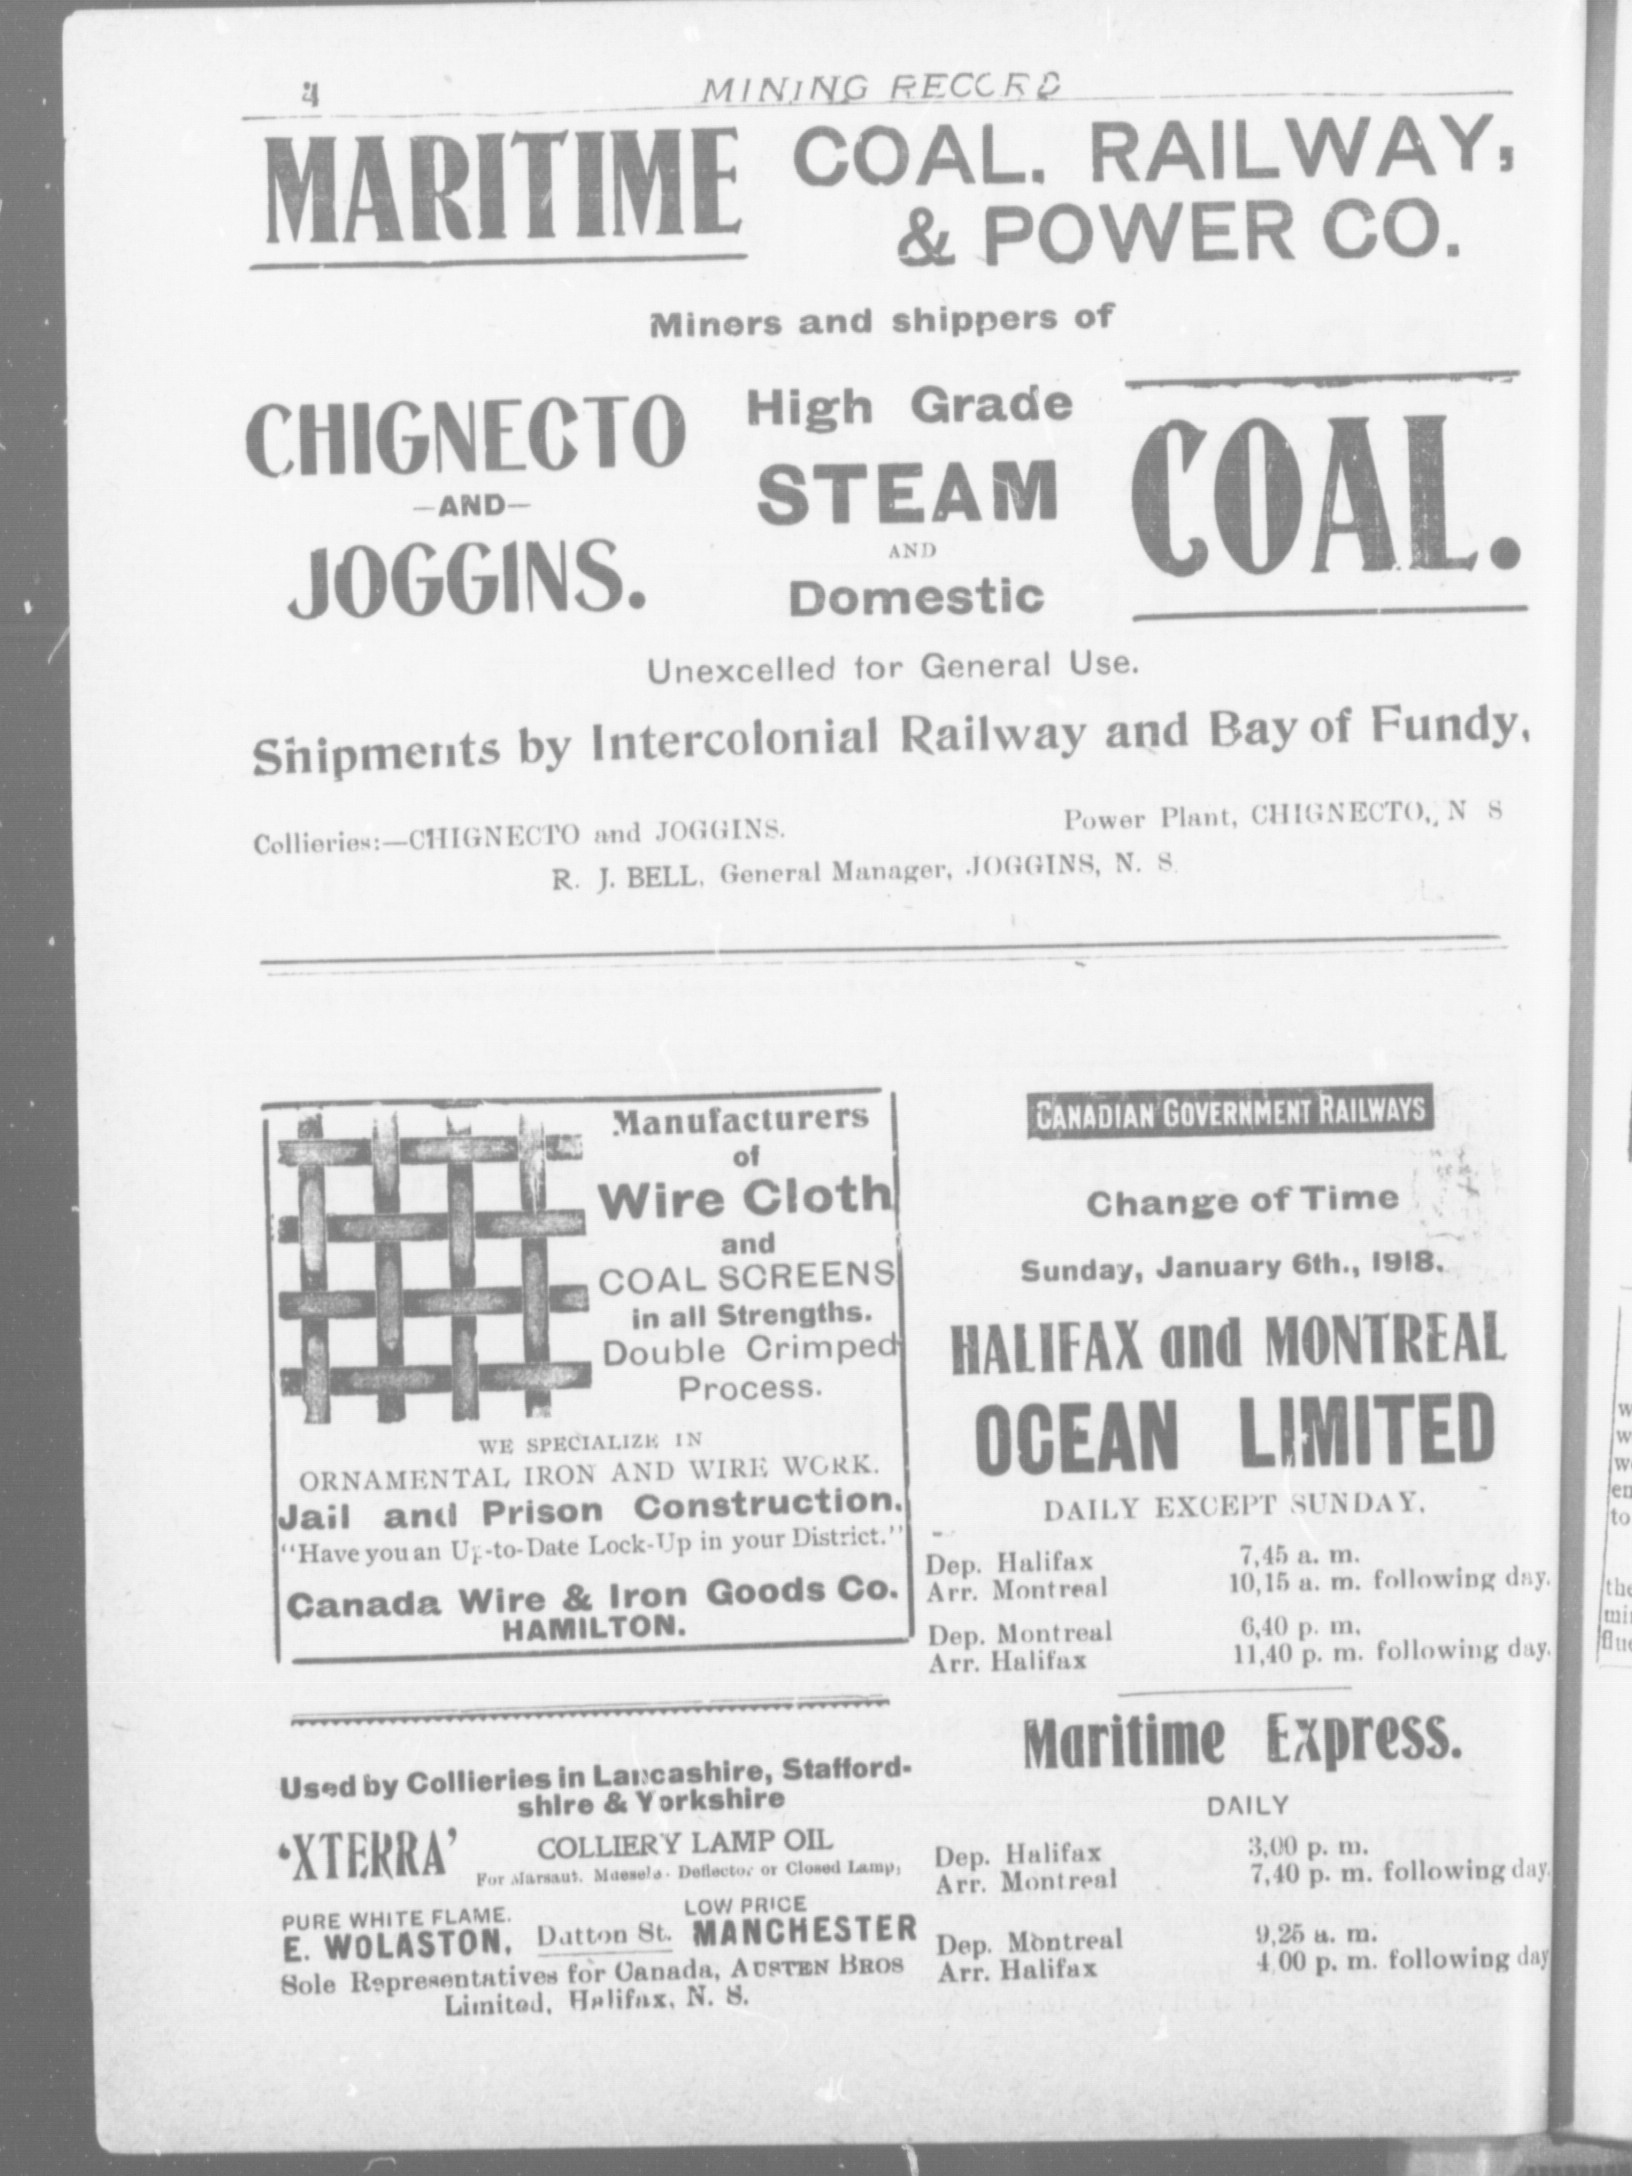 4
MINING RECORD
MARITIME COAL. RAILWAY,
& POWER CO.
Miners and shippers of
CHIGNECTO
—AND—
JOGGINS.
High Grade
STEAM
AND
Domestic
COAL.
Unexcelled for General Use.
Shipments by Intercolonial Railway and Bay of Fundy,
Collieries:—CHIGNECTO and JOGGINS.
Power Plant, CHIGNECTO, N S
R. J. BELL, General Manager, JOGGINS, N. S.
Manufacturers
of
Wire Cloth
and
COAL SCREENS
in all Strengths.
Double Crimped
Process.
WE SPECIALIZE IN
ORNAMENTAL IRON AND WIRE WORK.
Jail and Prison Construction.
"Have you an Up-to-Date Lock-Up in your District."
Canada Wire & Iron Goods Co.
HAMILTON.
Used by Collieries in Lancashire, Stafford-
shire & Yorkshire
'XTERRA'
COLLIERY LAMP OIL
For Marsaut, Muesela. Deflector or Closed Lamp,
PURE WHITE FLAME.
LOW PRICE
E. WOLASTON, Dutton St. MANCHESTER
Sole Representatives for Canada, AUSTEN BROS
Limited, Halifax, N. S.
CANADIAN GOVERNMENT RAILWAYS
Change of Time
Sunday, January 6th., 1918.
HALIFAX and MONTREAL
OCEAN LIMITED
DAILY EXCEPT SUNDAY.
Dep. Halifax 7,45 a. m.
Arr. Montreal 10,15 a. m. following day.
Dep. Montreal 6,40 p. m.
Arr. Halifax 11,40 p. m. following day.
Maritime Express.
DAILY
Dep. Halifax 3,00 p. m.
Arr. Montreal 7,40 p. m. following day.
Dep. Montreal 9,25 a. m.
Arr. Halifax 4,00 p. m. following day